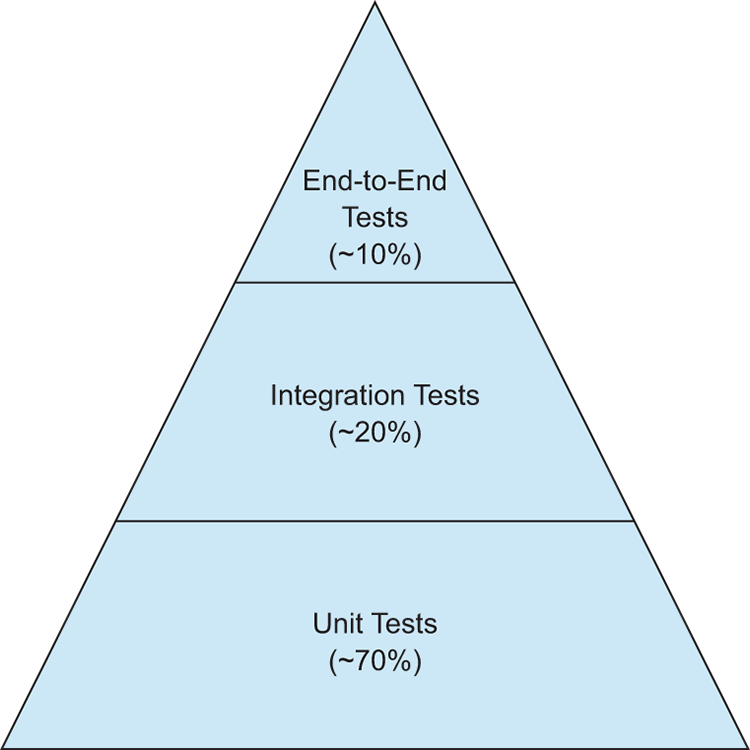 End-to-End
Tests
(~10%)
Integration Tests
(~20%)
Unit Tests
(~70%)